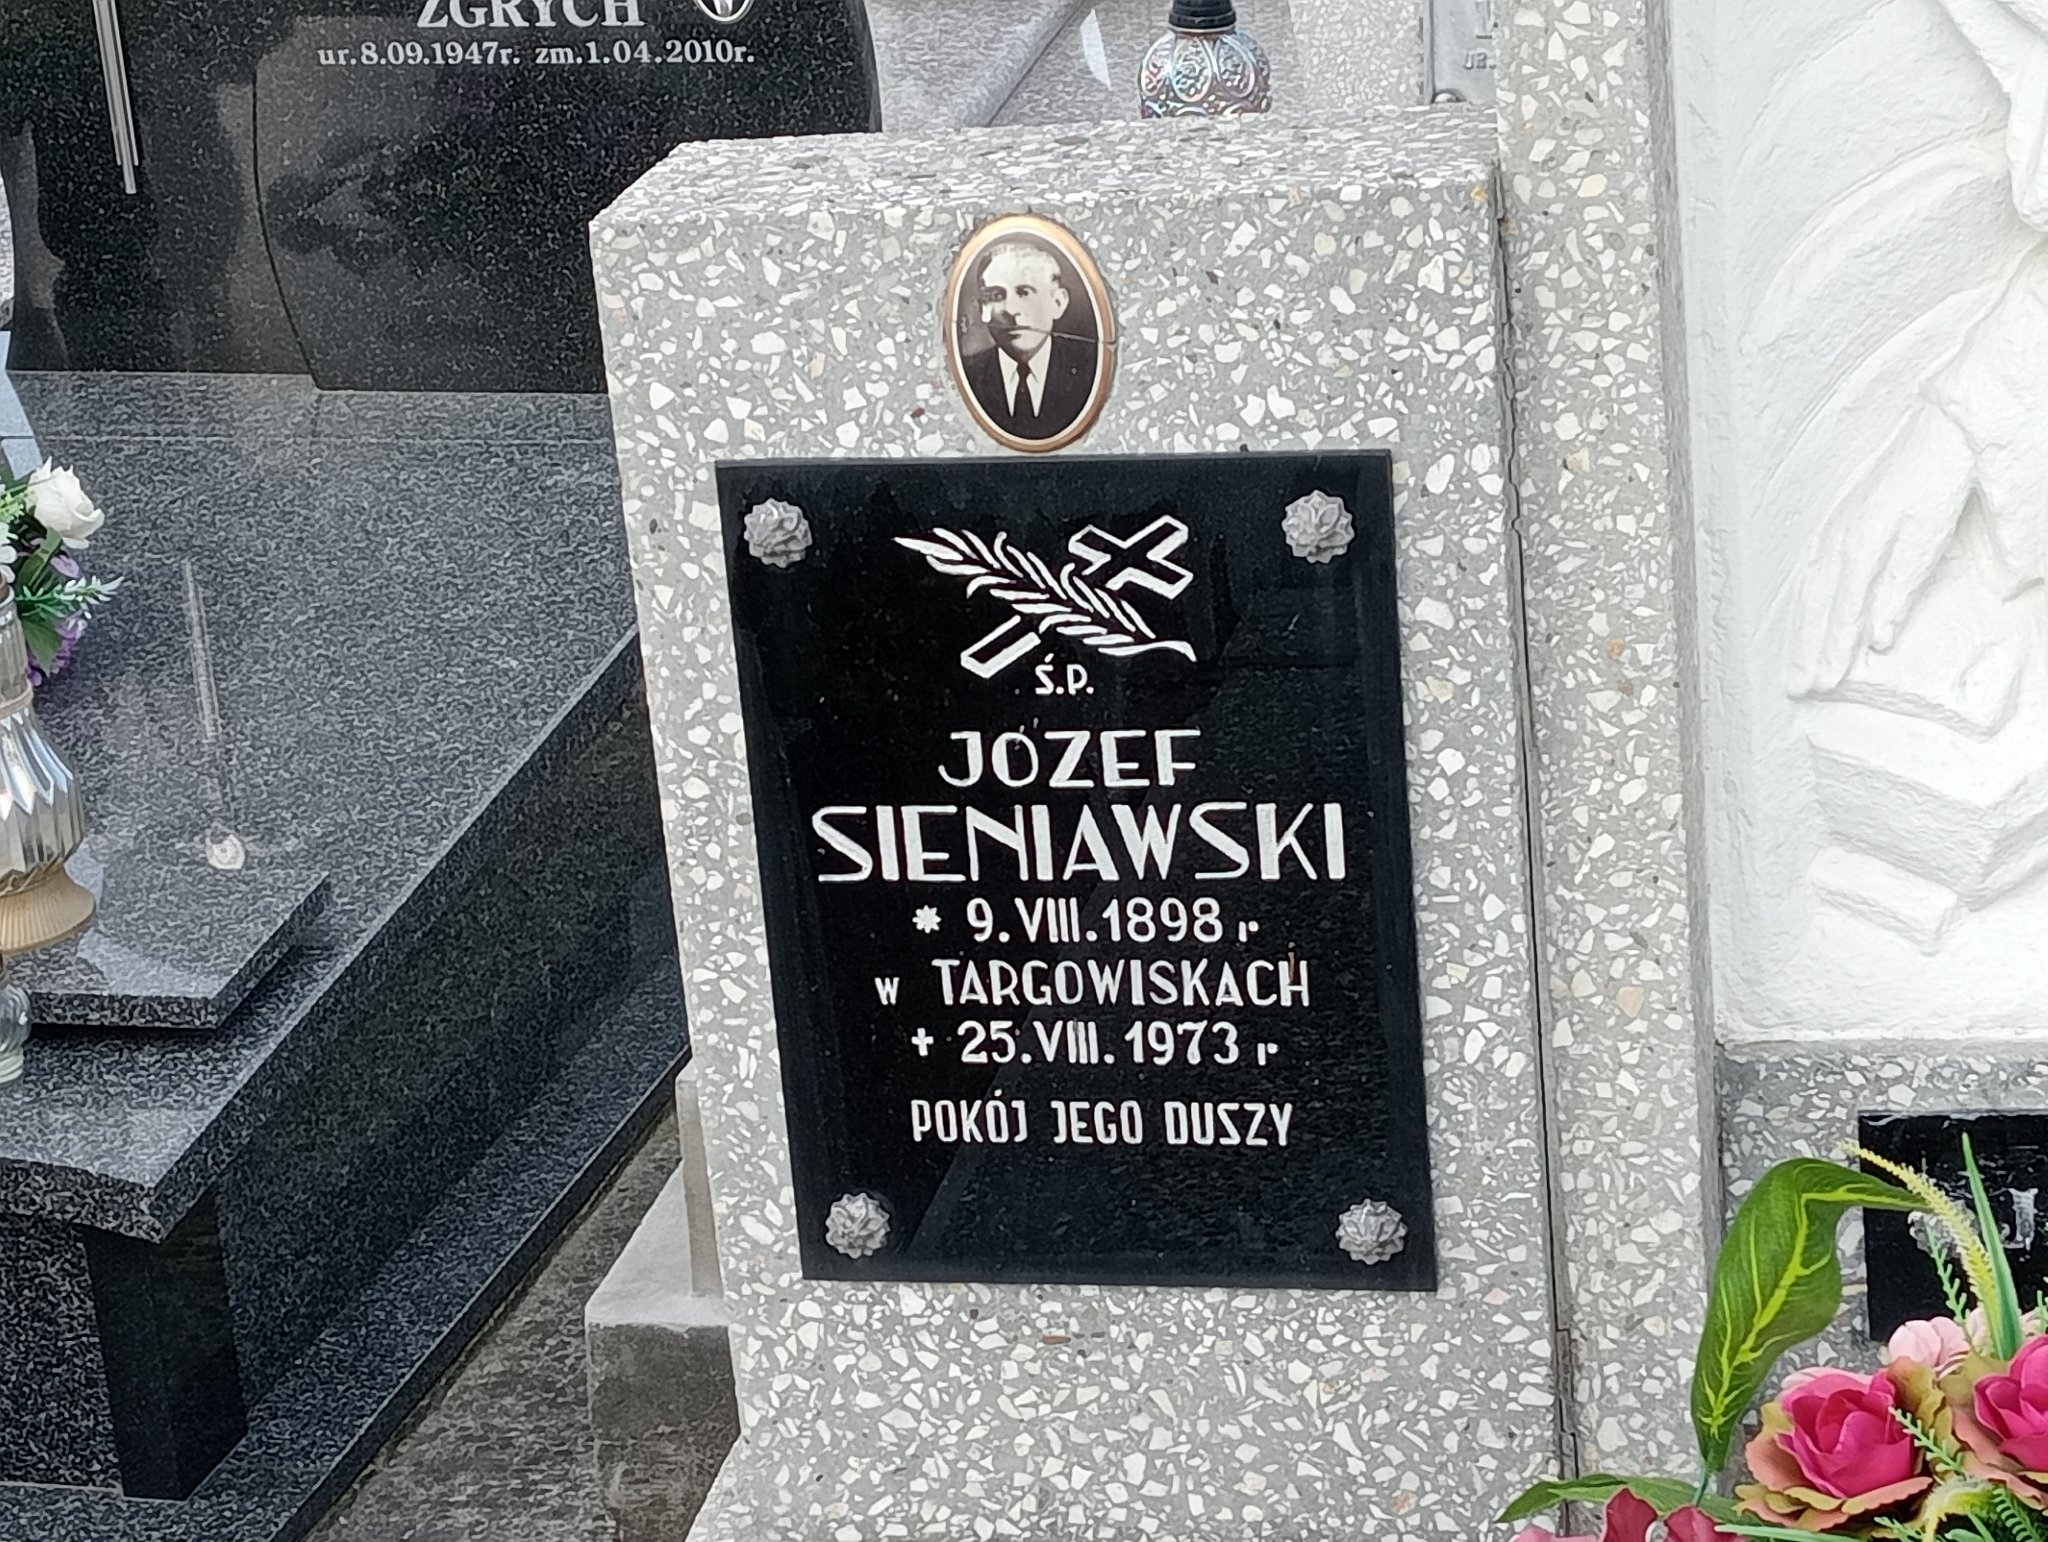 ZGRYCH
ur.8.09.1947r. zm.1.04.2010r.
Ś.P.
JÓZEF
SIENIAWSKI
* 9.VIII.1898 r
w TARGOWISKACH
+ 25.VIII.1973 r
POKÓJ JEGO DUSZY